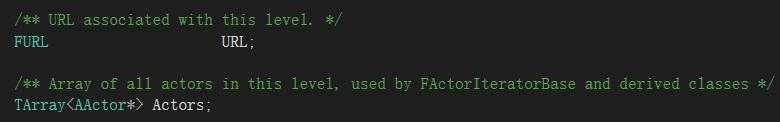 /** URL associated with this level. */
FURL URL;
/** Array of all actors in this level, used by FActorIteratorBase and derived classes */
TArray<AActor*> Actors;